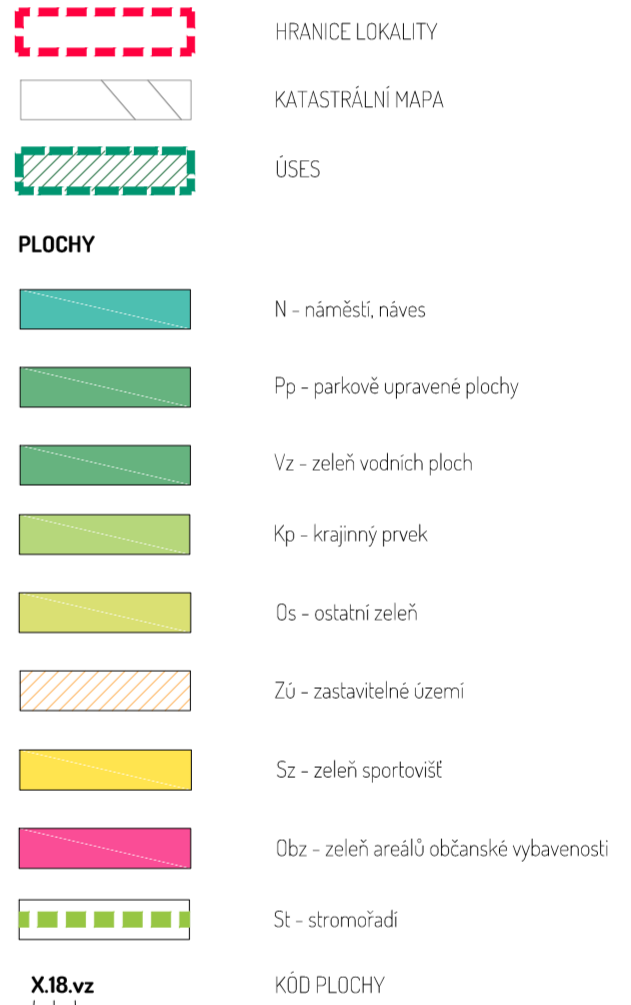 HRANICE LOKALITY
KATASTRÁLNÍ MAPA
ÚSES
PLOCHY
N - náměstí, náves
Pp - parkově upravené plochy
Vz - zeleň vodních ploch
Kp - krajinný prvek
Os - ostatní zeleň
Zú - zastavitelné území
Sz - zeleň sportovišť
Obz - zeleň areálů občanské vybavenosti
St - stromořadí
X.18.vz KÓD PLOCHY